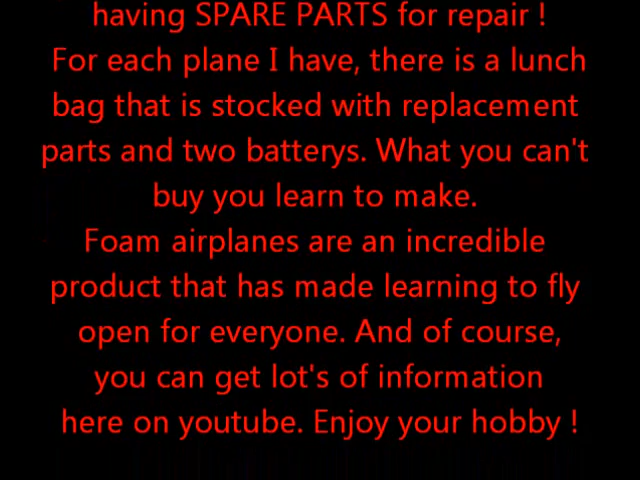 having SPARE PARTS for repair !
For each plane I have, there is a lunch
bag that is stocked with replacement
parts and two batterys. What you can't
buy you learn to make.
Foam airplanes are an incredible
product that has made learning to fly
open for everyone. And of course,
you can get lot's of information
here on youtube. Enjoy your hobby !